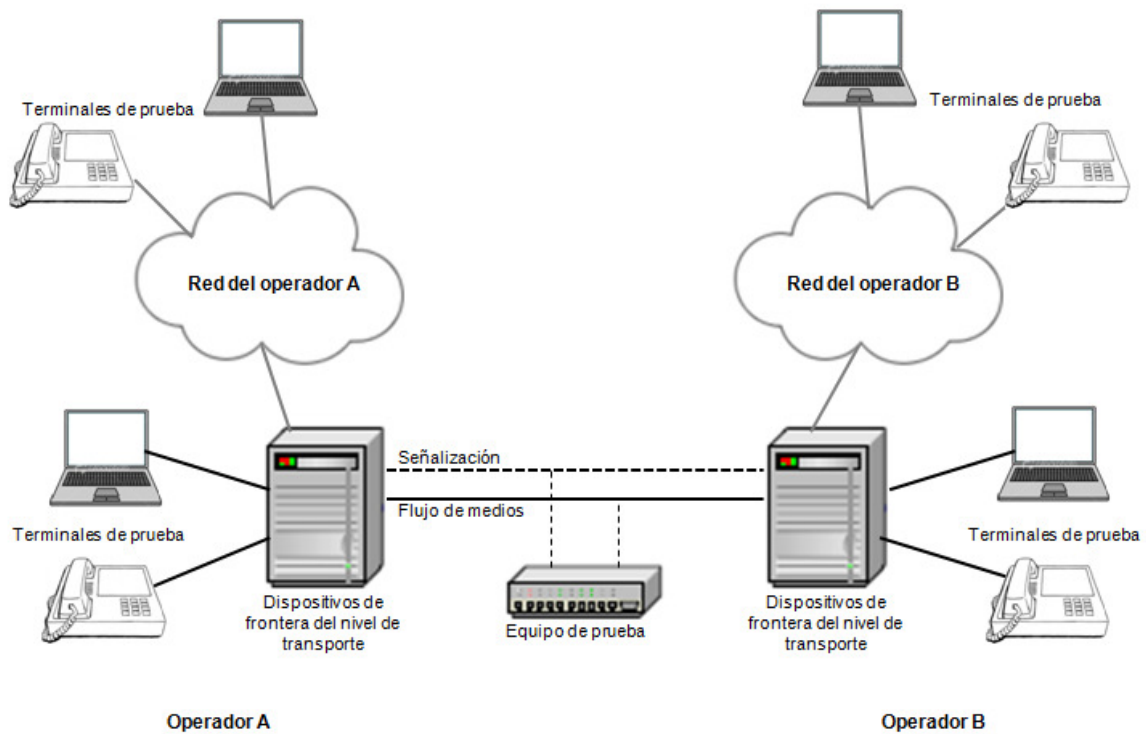 Terminales de prueba
Terminales de prueba
Red del operador A
Red del operador B
Señalización
Flujo de medios
Terminales de prueba
Terminales de prueba
Dispositivos de
frontera del nivel de
transporte
Equipo de prueba
Dispositivos de
frontera del nivel de
transporte
Operador A
Operador B